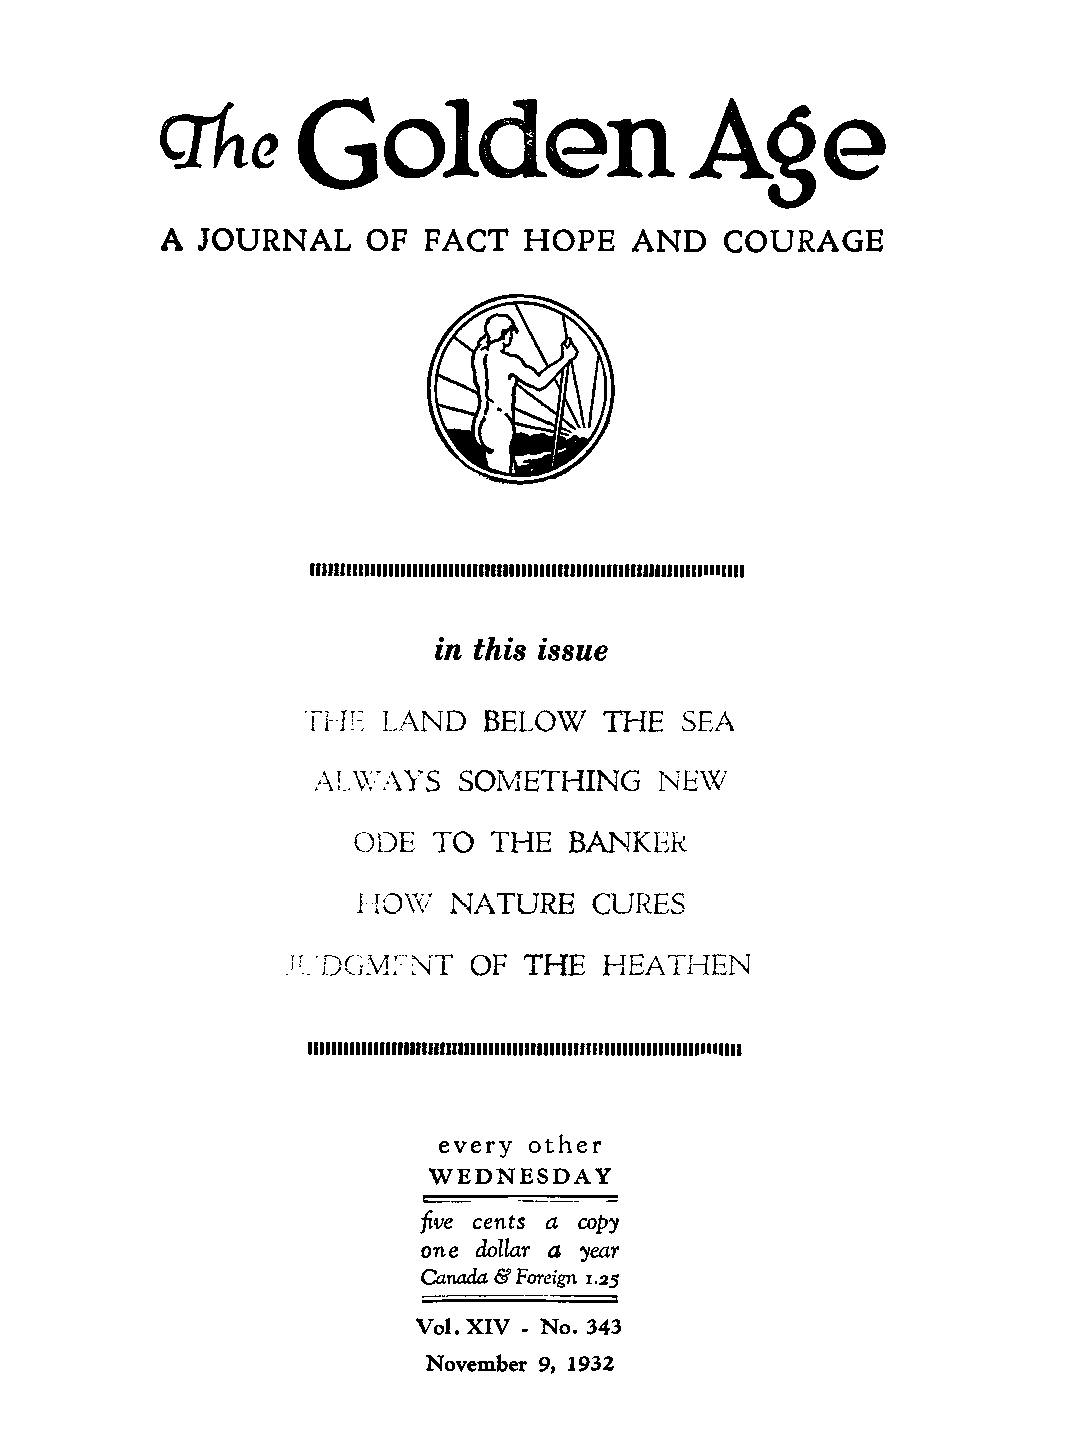 The Golden Age
A JOURNAL OF FACT HOPE AND COURAGE
in this issue
THE LAND BELOW THE SEA
ALWAYS SOMETHING NEW
ODE TO THE BANKER
HOW NATURE CURES
JUDGMENT OF THE HEATHEN
every other
WEDNESDAY
five cents a copy
one dollar a year
Canada & Foreign 1.25
Vol. XIV - No. 343
November 9, 1932